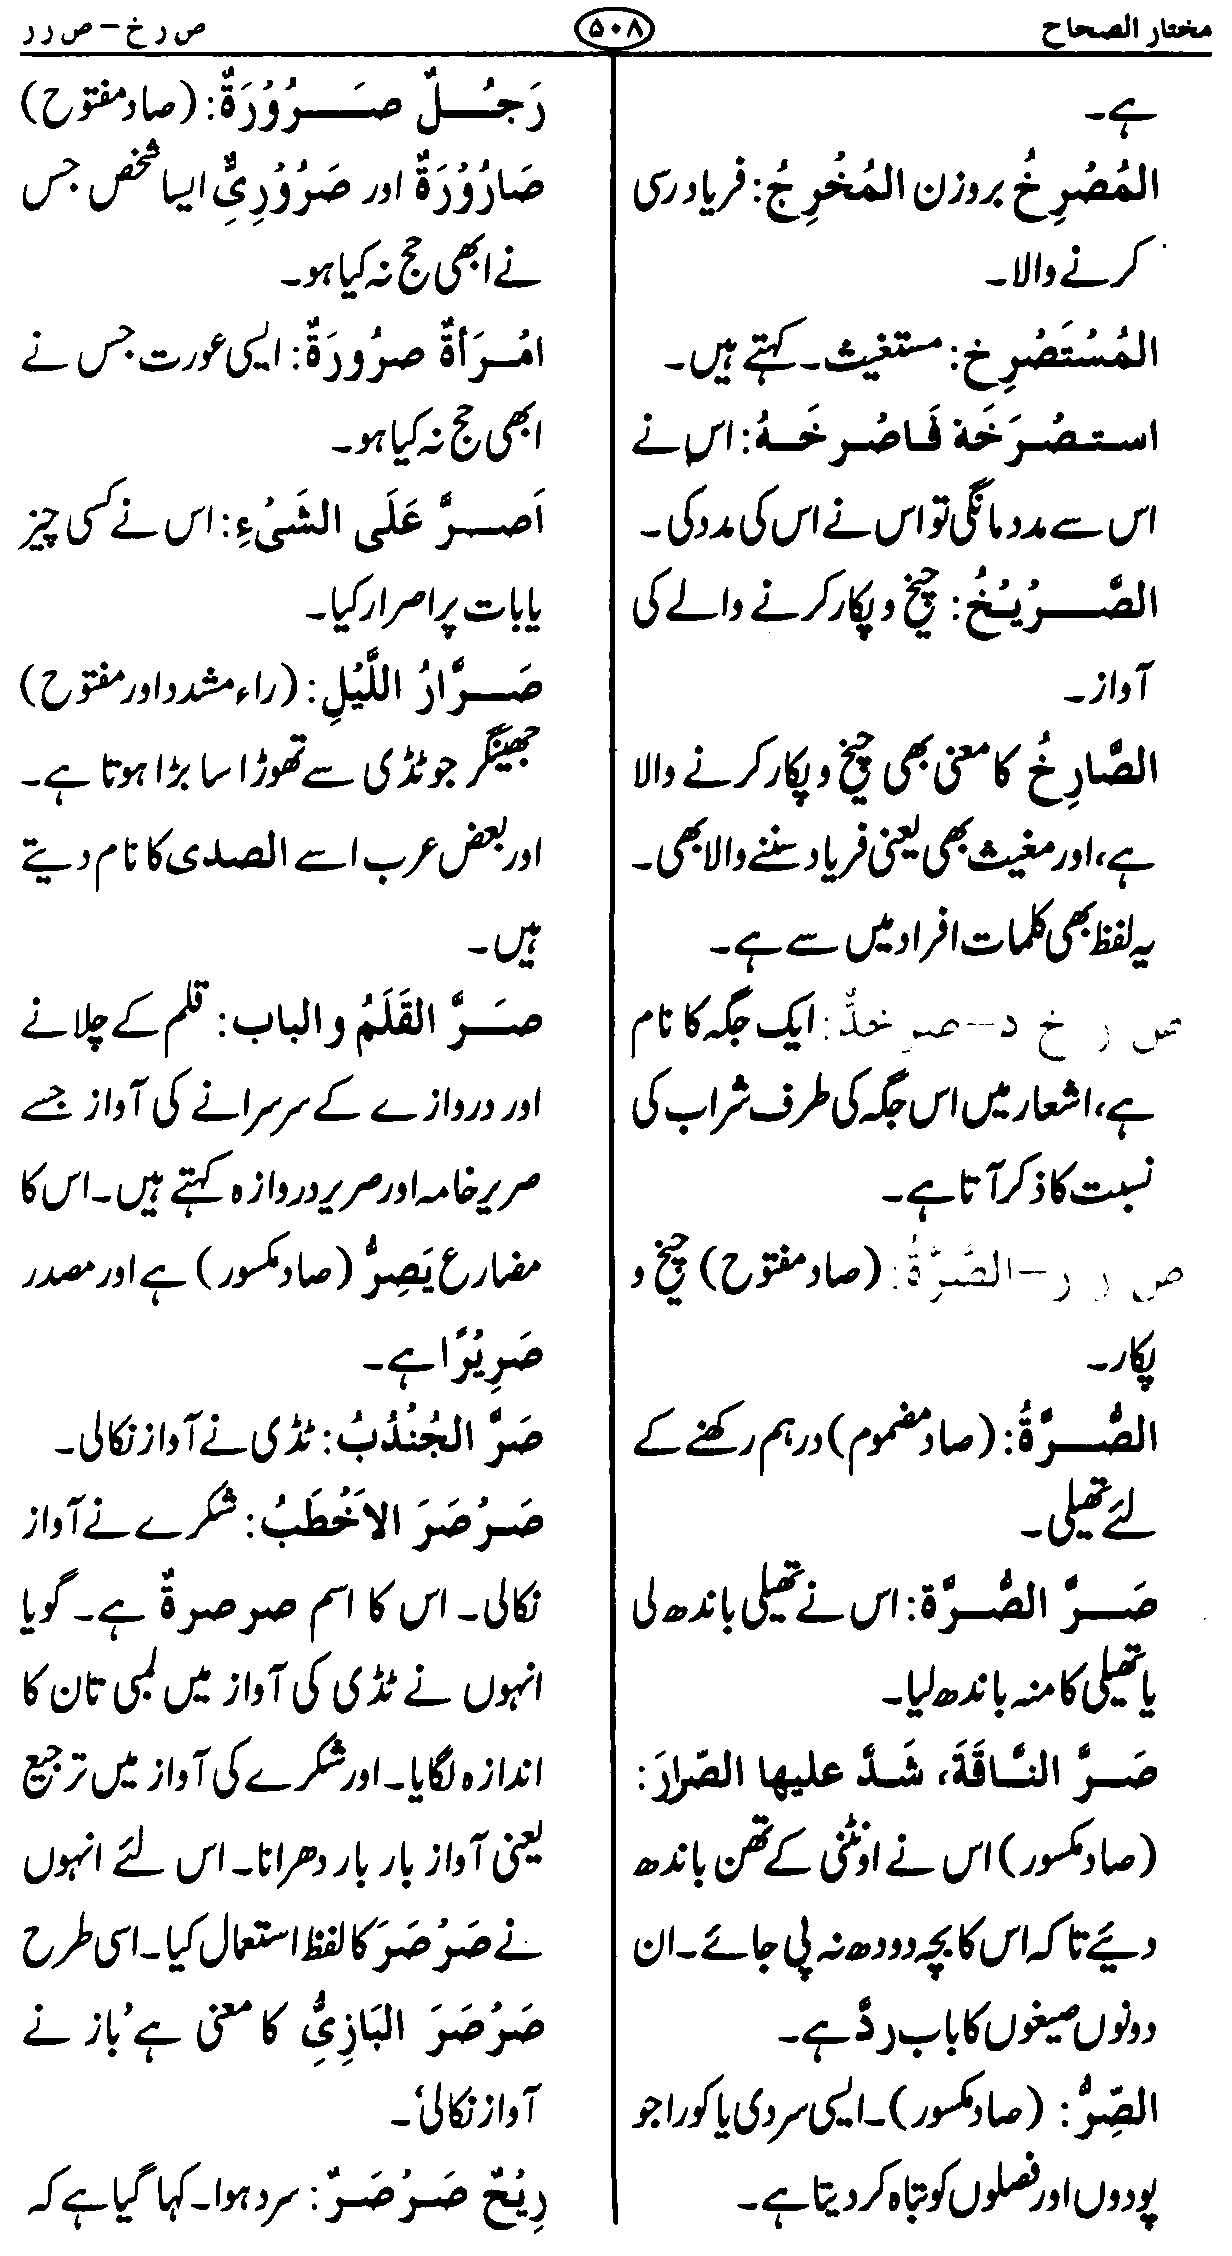 مختار الصحاح
۵۰۸
ص ر خ – ص ر ر
ہے۔
المُصْرِخُ بروزن المُخْرِجُ: فریاد رسی
کرنے والا۔
المُسْتَصْرِخ: مستغیث۔ کہتے ہیں۔
استصْرَخَہ فَاصْرخَہُ: اس نے
اس سے مدد مانگی تو اس نے اس کی مدد کی۔
الصَّرِیْخُ: چیخ و پکار کرنے والے کی
آواز۔
الصَّارِخُ کا معنی بھی چیخ و پکار کرنے والا
ہے، اور مغیث بھی یعنی فریاد سننے والا بھی۔
یہ لفظ بھی کلمات افراد میں سے ہے۔
ص ر خ د – صرخدٌ: ایک جگہ کا نام
ہے، اشعار میں اس جگہ کی طرف شراب کی
نسبت کا ذکر آتا ہے۔
ص ر ر – الصَّرَّةُ: (صاد مفتوح) چیخ و
پکار۔
الصُّرَّةُ: (صاد مضموم) درہم رکھنے کے
لئے تھیلی۔
صَرَّ الصُّرَّة: اس نے تھیلی باندھ لی
یا تھیلی کا منہ باندھ لیا۔
صَرَّ النَّاقَةَ، شَدَّ علیھا الصِّرارَ:
(صاد مکسور) اس نے اونٹنی کے تھن باندھ
دیئے تاکہ اس کا بچہ دودھ نہ پی جائے۔ ان
دونوں صیغوں کا باب ردَّ ہے۔
الصِّرُّ: (صاد مکسور)۔ ایسی سردی یا کورا جو
پودوں اور فصلوں کو تباہ کر دیتا ہے۔
رَجُلٌ صَرُوْرَةٌ: (صاد مفتوح)
صَارُوْرَةٌ اور صَرُوْرِیٌّ ایسا شخص جس
نے ابھی حج نہ کیا ہو۔
امْرَأةٌ صرُورَةٌ: ایسی عورت جس نے
ابھی حج نہ کیا ہو۔
اَصرَّ عَلَی الشَیْءِ: اس نے کسی چیز
یا بات پر اصرار کیا۔
صَرَّارُ اللَّیْلِ: (راء مشدد اور مفتوح)
جھینگر جو ٹڈی سے تھوڑا سا بڑا ہوتا ہے۔
اور بعض عرب اسے الصدی کا نام دیتے
ہیں۔
صَرَّ القَلَمُ والباب: قلم کے چلانے
اور دروازے کے سرسرانے کی آواز جسے
صریر خامہ اور صریر دروازہ کہتے ہیں۔ اس کا
مضارع یَصِرُّ (صاد مکسور) ہے اور مصدر
صَرِیْرًا ہے۔
صَرَّ الجُنْدُبُ: ٹڈی نے آواز نکالی۔
صَرْصَرَ الاَخْطَبُ: شکرے نے آواز
نکالی۔ اس کا اسم صرصرةٌ ہے۔ گویا
انہوں نے ٹڈی کی آواز میں لمبی تان کا
اندازہ لگایا۔ اور شکرے کی آواز میں ترجیع
یعنی آواز بار بار دھرانا۔ اس لئے انہوں
نے صَرْصَرَ کا لفظ استعمال کیا۔ اسی طرح
صَرْصَرَ البَازِیُّ کا معنی ہے 'باز نے
آواز نکالی'۔
رِیْحٌ صَرْصَرٌ: سرد ہوا۔ کہا گیا ہے کہ